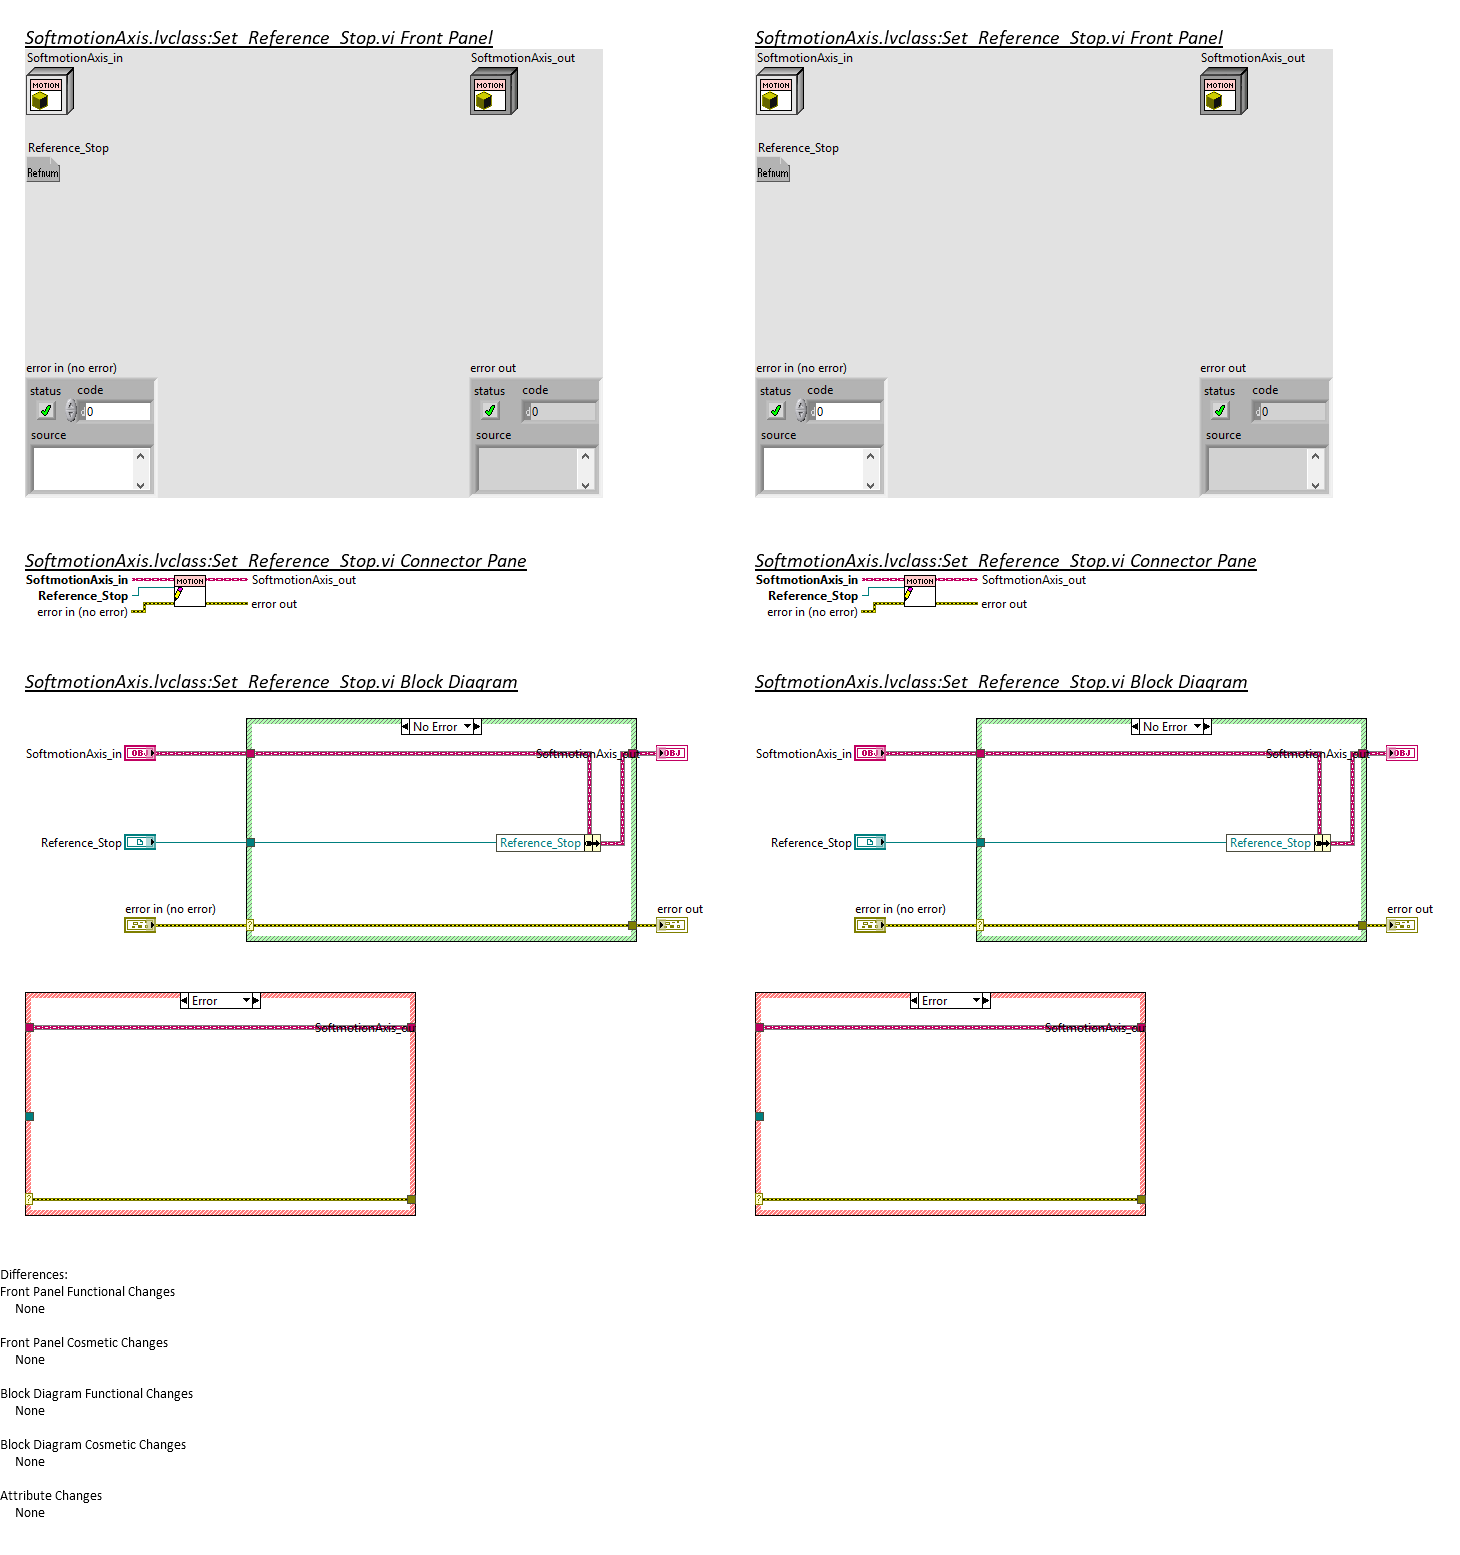 SoftmotionAxis.lvclass:Set_Reference_Stop.vi Front Panel
SoftmotionAxis_in
SoftmotionAxis_out
MOTION
MOTION
Reference_Stop
Refnum
error in (no error)
error out
status code
d 0
status code
d 0
source
source
SoftmotionAxis.lvclass:Set_Reference_Stop.vi Front Panel
SoftmotionAxis_in
SoftmotionAxis_out
MOTION
MOTION
Reference_Stop
Refnum
error in (no error)
error out
status code
d 0
status code
d 0
source
source
SoftmotionAxis.lvclass:Set_Reference_Stop.vi Connector Pane
SoftmotionAxis_in
MOTION
SoftmotionAxis_out
Reference_Stop
error in (no error)
error out
SoftmotionAxis.lvclass:Set_Reference_Stop.vi Connector Pane
SoftmotionAxis_in
MOTION
SoftmotionAxis_out
Reference_Stop
error in (no error)
error out
SoftmotionAxis.lvclass:Set_Reference_Stop.vi Block Diagram
No Error
SoftmotionAxis_in
OBJ
SoftmotionAxis_out
OBJ
Reference_Stop
Reference_Stop
error in (no error)
error out
?
Error
SoftmotionAxis_ou
?
SoftmotionAxis.lvclass:Set_Reference_Stop.vi Block Diagram
No Error
SoftmotionAxis_in
OBJ
SoftmotionAxis_out
OBJ
Reference_Stop
Reference_Stop
error in (no error)
error out
?
Error
SoftmotionAxis_ou
?
Differences:
Front Panel Functional Changes
None
Front Panel Cosmetic Changes
None
Block Diagram Functional Changes
None
Block Diagram Cosmetic Changes
None
Attribute Changes
None